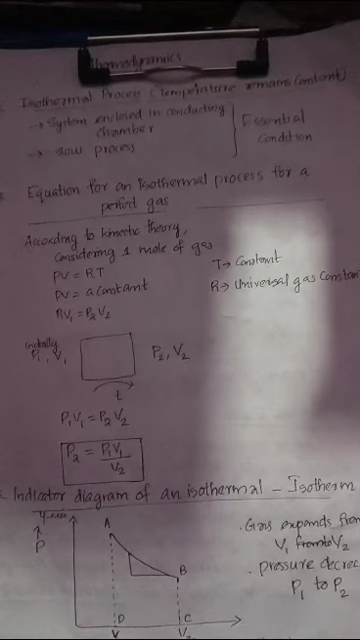 Thermodynamics
Isothermal Process (Temperature remains Constant)
→ System enclosed in conducting chamber
→ slow process
Essential Condition
Equation for an isothermal process for a perfect gas
According to kinetic theory,
Considering 1 mole of gas
PV = RT
T → Constant
PV = a constant
R → Universal gas Constan
P₁V₁ = P₂V₂
initially
P₁, V₁
P₂, V₂
t
P₁V₁ = P₂V₂
P₂ = P₁V₁ / V₂
Indicator diagram of an isothermal - Isotherm
↑
P
A
B
D
C
V
. Gas expands from
V₁ to V₂
. Pressure decrea
P₁ to P₂